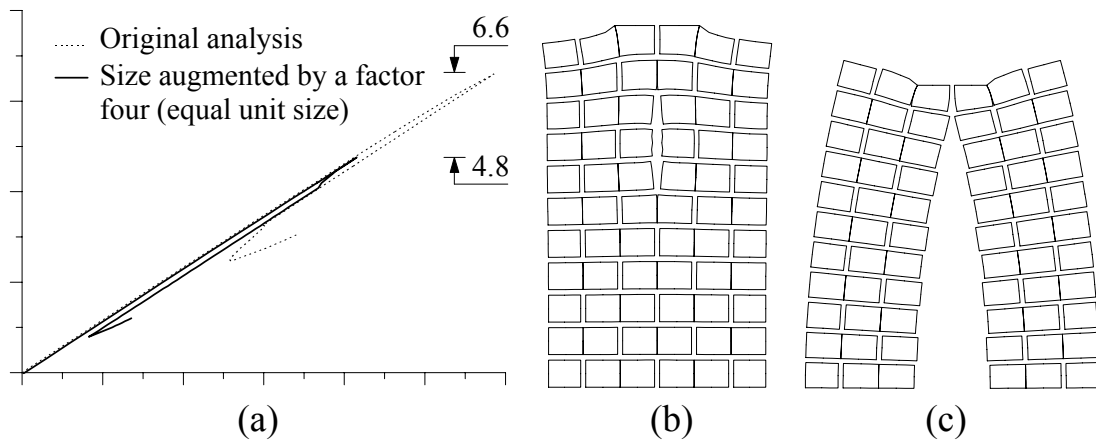 Original analysis
Size augmented by a factor
four (equal unit size)
6.6
4.8
(a)
(b)
(c)